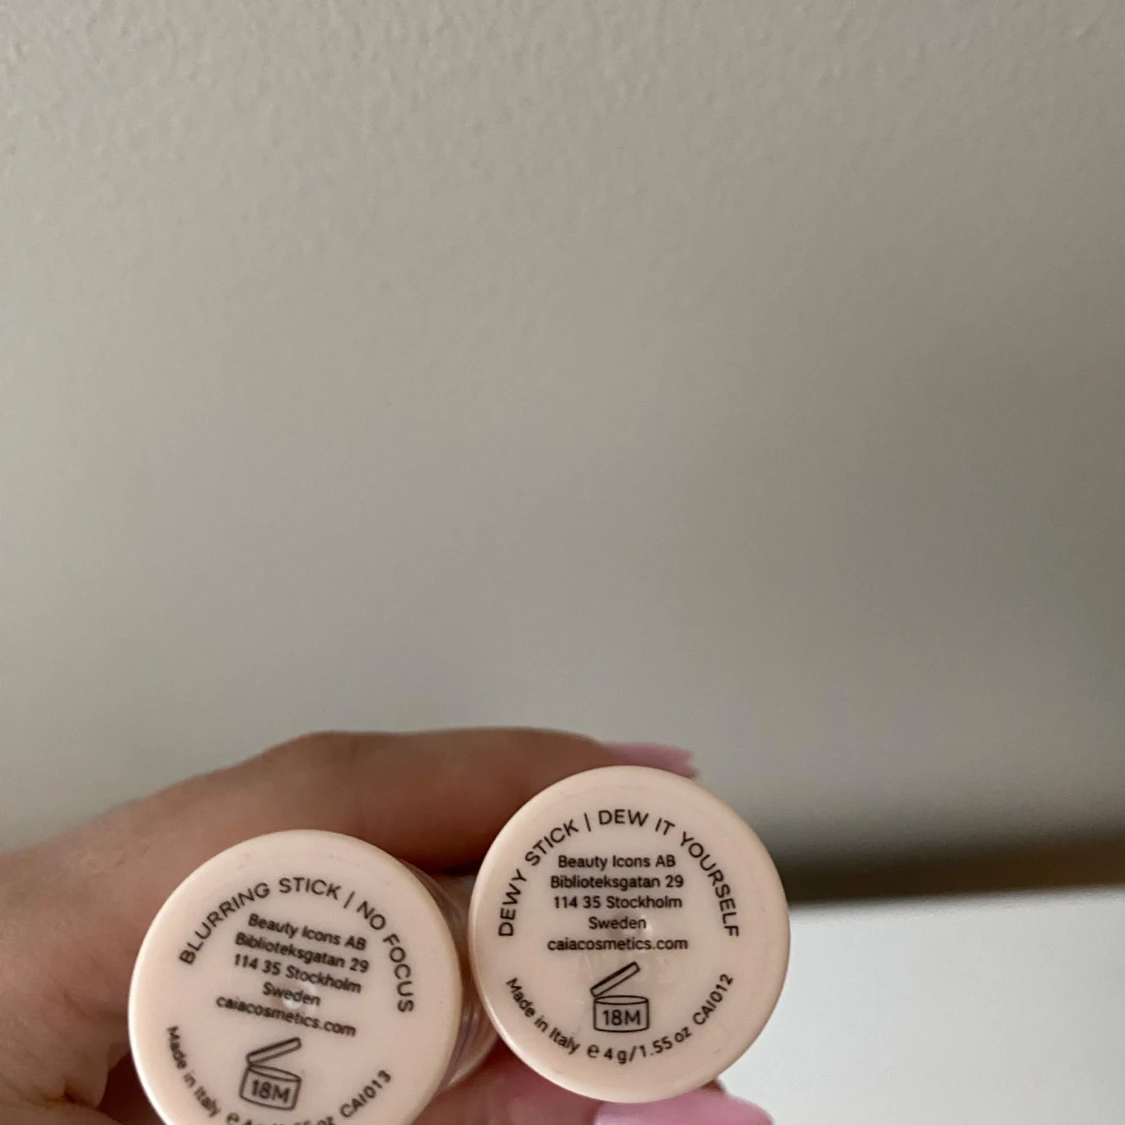 BLURRING STICK | NO FOCUS
Beauty Icons AB
Biblioteksgatan 29
114 35 Stockholm
Sweden
caiacosmetics.com
18M
Made in Italy CAI013
DEWY STICK | DEW IT YOURSELF
Beauty Icons AB
Biblioteksgatan 29
114 35 Stockholm
Sweden
caiacosmetics.com
18M
Made in Italy e 4 g/1.55 oz CAI012